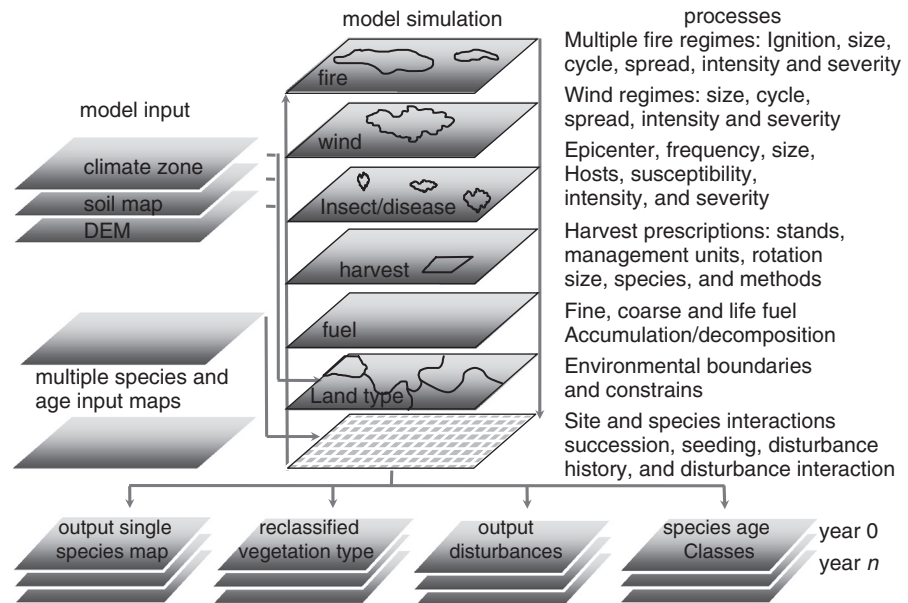 model simulation
processes
fire
Multiple fire regimes: Ignition, size,
cycle, spread, intensity and severity
wind
Wind regimes: size, cycle,
spread, intensity and severity
Insect/disease
Epicenter, frequency, size,
Hosts, susceptibility,
intensity, and severity
harvest
Harvest prescriptions: stands,
management units, rotation
size, species, and methods
fuel
Fine, coarse and life fuel
Accumulation/decomposition
Land type
Environmental boundaries
and constrains
Site and species interactions
succession, seeding, disturbance
history, and disturbance interaction
model input
climate zone
soil map
DEM
multiple species and
age input maps
output single
species map
reclassified
vegetation type
output
disturbances
species age
Classes
year 0
year n